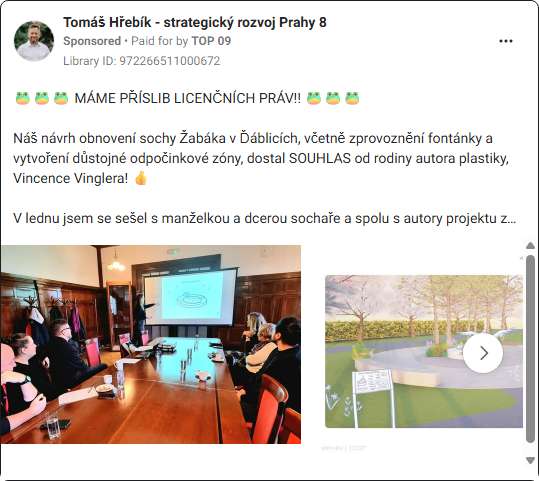 Tomáš Hřebík - strategický rozvoj Prahy 8
Sponsored • Paid for by TOP 09
Library ID: 972266511000672
🐸🐸🐸 MÁME PŘÍSLIB LICENČNÍCH PRÁV!! 🐸🐸🐸
Náš návrh obnovení sochy Žabáka v Ďáblicích, včetně zprovoznění fontánky a
vytvoření důstojné odpočinkové zóny, dostal SOUHLAS od rodiny autora plastiky,
Vincence Vinglera! 👍
V lednu jsem se sešel s manželkou a dcerou sochaře a spolu s autory projektu z...